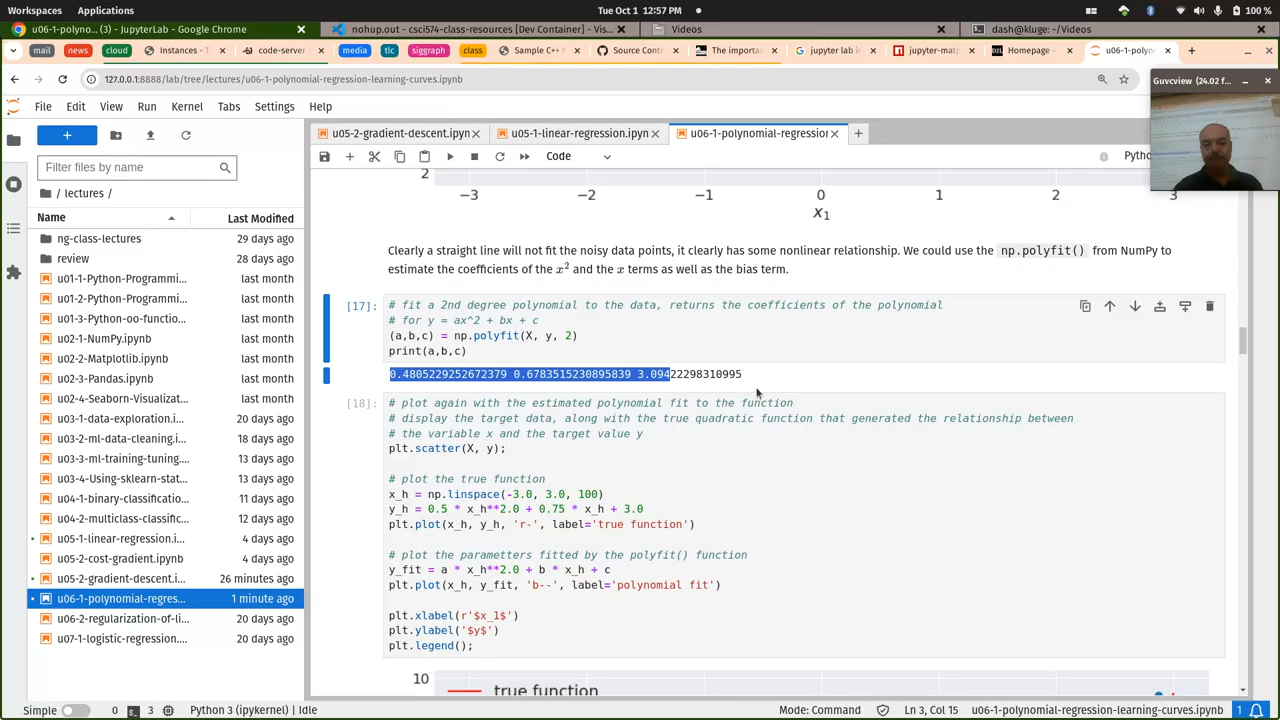 Workspaces Applications Tue Oct 1 12:57 PM 100 %
u06-1-polyno... (3) - JupyterLab - Google Chrome nohup.out - csci574-class-resources [Dev Container] - Visu... Videos dash@kluge: ~/Videos
mail news cloud Instances - T code-server media tlc siggraph class Sample C++ Source Contr The importa jupyter lab in jupyter-matp Homepage - u06-1-polyn
127.0.0.1:8888/lab/tree/lectures/u06-1-polynomial-regression-learning-curves.ipynb
Guvcview (24.02 f...
File Edit View Run Kernel Tabs Settings Help
u05-2-gradient-descent.ipyn u05-1-linear-regression.ipyn u06-1-polynomial-regression
Code Pytho
Filter files by name
/ lectures /
Name Last Modified
ng-class-lectures 29 days ago
review 28 days ago
u01-1-Python-Programmi... last month
u01-2-Python-Programmi... last month
u01-3-Python-oo-functio... last month
u02-1-NumPy.ipynb last month
u02-2-Matplotlib.ipynb last month
u02-3-Pandas.ipynb last month
u02-4-Seaborn-Visualizat... last month
u03-1-data-exploration.i... 20 days ago
u03-2-ml-data-cleaning.i... 18 days ago
u03-3-ml-training-tuning.... 13 days ago
u03-4-Using-sklearn-stat... 13 days ago
u04-1-binary-classificatio... 11 days ago
u04-2-multiclass-classific... 12 days ago
u05-1-linear-regression.i... 4 days ago
u05-2-cost-gradient.ipynb 4 days ago
u05-2-gradient-descent.i... 26 minutes ago
u06-1-polynomial-regres... 1 minute ago
u06-2-regularization-of-li... 20 days ago
u07-1-logistic-regression.... 20 days ago
2
−3 −2 −1 0 1 2 3
x₁
Clearly a straight line will not fit the noisy data points, it clearly has some nonlinear relationship. We could use the np.polyfit() from NumPy to
estimate the coefficients of the x² and the x terms as well as the bias term.
[17]: # fit a 2nd degree polynomial to the data, returns the coefficients of the polynomial
# for y = ax^2 + bx + c
(a,b,c) = np.polyfit(X, y, 2)
print(a,b,c)
0.4805229252672379 0.6783515230895839 3.094222298310995
[18]: # plot again with the estimated polynomial fit to the function
# display the target data, along with the true quadratic function that generated the relationship between
# the variable x and the target value y
plt.scatter(X, y);
# plot the true function
x_h = np.linspace(-3.0, 3.0, 100)
y_h = 0.5 * x_h**2.0 + 0.75 * x_h + 3.0
plt.plot(x_h, y_h, 'r-', label='true function')
# plot the parametters fitted by the polyfit() function
y_fit = a * x_h**2.0 + b * x_h + c
plt.plot(x_h, y_fit, 'b--', label='polynomial fit')
plt.xlabel(r'$x_1$')
plt.ylabel('$y$')
plt.legend();
10
true function
Simple 0 3 Python 3 (ipykernel) | Idle Mode: Command Ln 3, Col 15 u06-1-polynomial-regression-learning-curves.ipynb 1